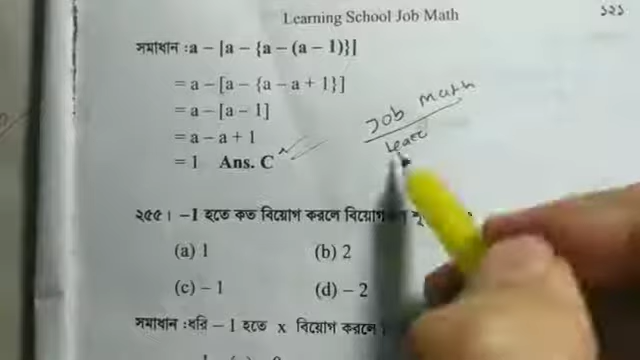 Learning School Job Math
১২১
সমাধান : a – [a – {a – (a – 1)}]
= a – [a – {a – a + 1}]
= a – [a – 1]
= a – a + 1
= 1 Ans. C
Job Math
২৫৫। –1 হতে কত বিয়োগ করলে
(a) 1 (b) 2
(c) – 1 (d) – 2
সমাধান : ধরি – 1 হতে x বিয়োগ করলে